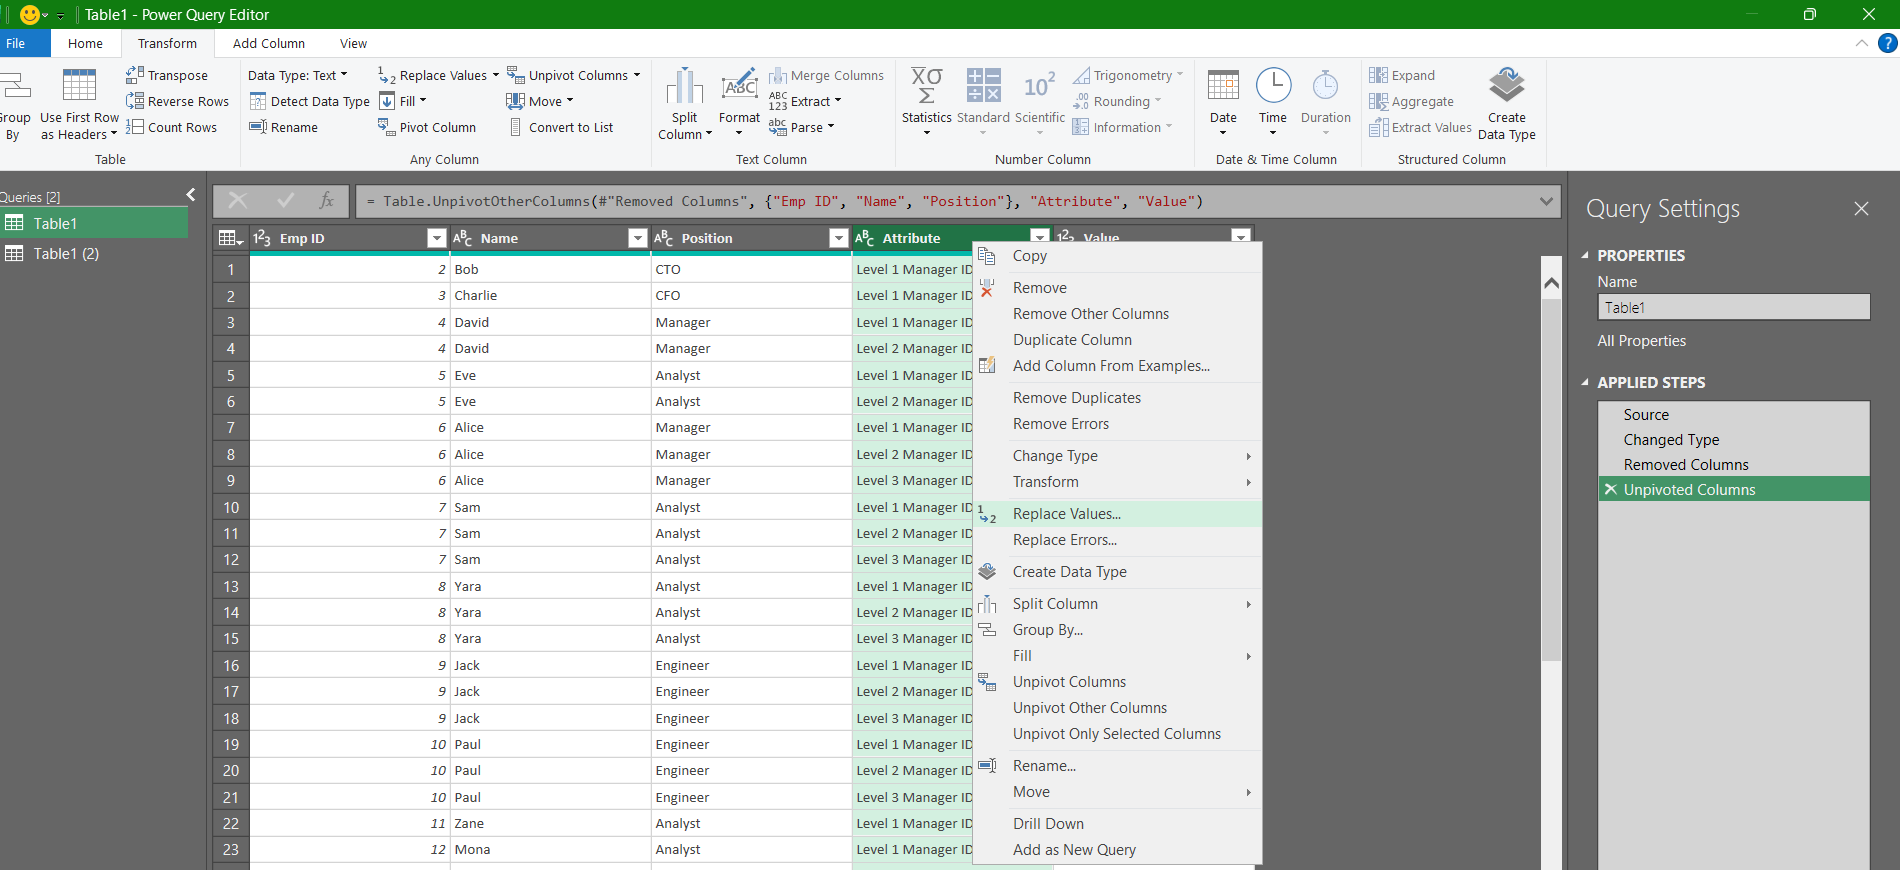 Table1 - Power Query Editor
File Home Transform Add Column View
Group By
Use First Row as Headers
Transpose
Reverse Rows
Count Rows
Table
Data Type: Text
Detect Data Type
Rename
Replace Values
Fill
Pivot Column
Unpivot Columns
Move
Convert to List
Any Column
Split Column
Format
ABC
Merge Columns
ABC 123 Extract
abc Parse
Text Column
XΣ Statistics
Standard
10² Scientific
Trigonometry
.00 Rounding
Information
Number Column
Date
Time
Duration
Date & Time Column
Expand
Aggregate
Extract Values
Create Data Type
Structured Column
Queries [2]
Table1
Table1 (2)
fx = Table.UnpivotOtherColumns(#"Removed Columns", {"Emp ID", "Name", "Position"}, "Attribute", "Value")
123 Emp ID ABC Name ABC Position ABC Attribute 123 Value
1 2 Bob CTO Level 1 Manager ID
2 3 Charlie CFO Level 1 Manager ID
3 4 David Manager Level 1 Manager ID
4 4 David Manager Level 2 Manager ID
5 5 Eve Analyst Level 1 Manager ID
6 5 Eve Analyst Level 2 Manager ID
7 6 Alice Manager Level 1 Manager ID
8 6 Alice Manager Level 2 Manager ID
9 6 Alice Manager Level 3 Manager ID
10 7 Sam Analyst Level 1 Manager ID
11 7 Sam Analyst Level 2 Manager ID
12 7 Sam Analyst Level 3 Manager ID
13 8 Yara Analyst Level 1 Manager ID
14 8 Yara Analyst Level 2 Manager ID
15 8 Yara Analyst Level 3 Manager ID
16 9 Jack Engineer Level 1 Manager ID
17 9 Jack Engineer Level 2 Manager ID
18 9 Jack Engineer Level 3 Manager ID
19 10 Paul Engineer Level 1 Manager ID
20 10 Paul Engineer Level 2 Manager ID
21 10 Paul Engineer Level 3 Manager ID
22 11 Zane Analyst Level 1 Manager ID
23 12 Mona Analyst Level 1 Manager ID
Copy
Remove
Remove Other Columns
Duplicate Column
Add Column From Examples...
Remove Duplicates
Remove Errors
Change Type
Transform
Replace Values...
Replace Errors...
Create Data Type
Split Column
Group By...
Fill
Unpivot Columns
Unpivot Other Columns
Unpivot Only Selected Columns
Rename...
Move
Drill Down
Add as New Query
Query Settings
PROPERTIES
Name
Table1
All Properties
APPLIED STEPS
Source
Changed Type
Removed Columns
Unpivoted Columns